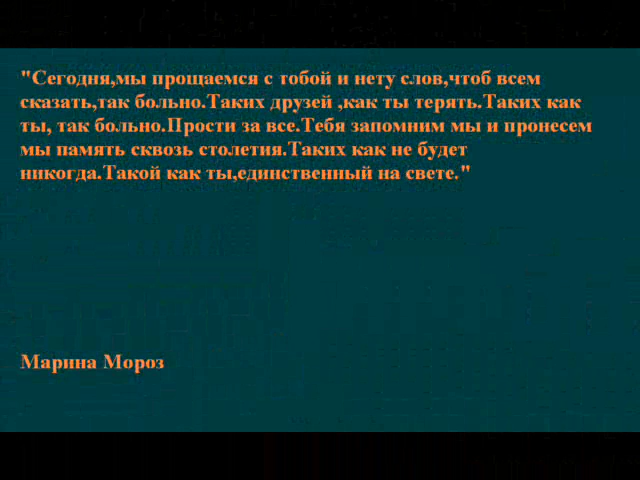 "Сегодня,мы прощаемся с тобой и нету слов,чтоб всем
сказать,так больно.Таких друзей ,как ты терять.Таких как
ты, так больно.Прости за все.Тебя запомним мы и пронесем
мы память сквозь столетия.Таких как не будет
никогда.Такой как ты,единственный на свете."
Марина Мороз